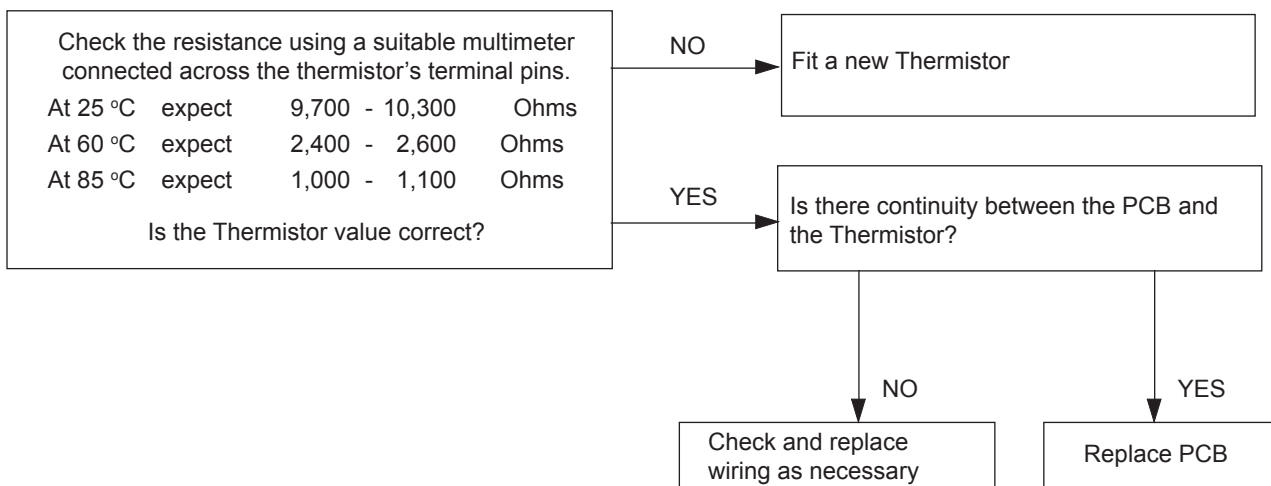 Check the resistance using a suitable multimeter
connected across the thermistor’s terminal pins.
At 25 °C expect 9,700 - 10,300 Ohms
At 60 °C expect 2,400 - 2,600 Ohms
At 85 °C expect 1,000 - 1,100 Ohms
Is the Thermistor value correct?
NO
Fit a new Thermistor
YES
Is there continuity between the PCB and
the Thermistor?
NO
Check and replace
wiring as necessary
YES
Replace PCB